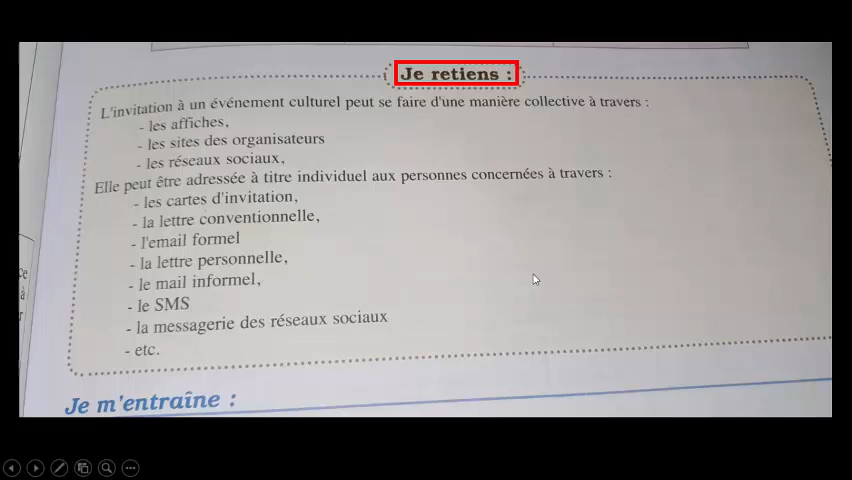 Je retiens :
L'invitation à un événement culturel peut se faire d'une manière collective à travers :
- les affiches,
- les sites des organisateurs
- les réseaux sociaux,
Elle peut être adressée à titre individuel aux personnes concernées à travers :
- les cartes d'invitation,
- la lettre conventionnelle,
- l'email formel
- la lettre personnelle,
- le mail informel,
- le SMS
- la messagerie des réseaux sociaux
- etc.
ce
à
r
Je m'entraîne :